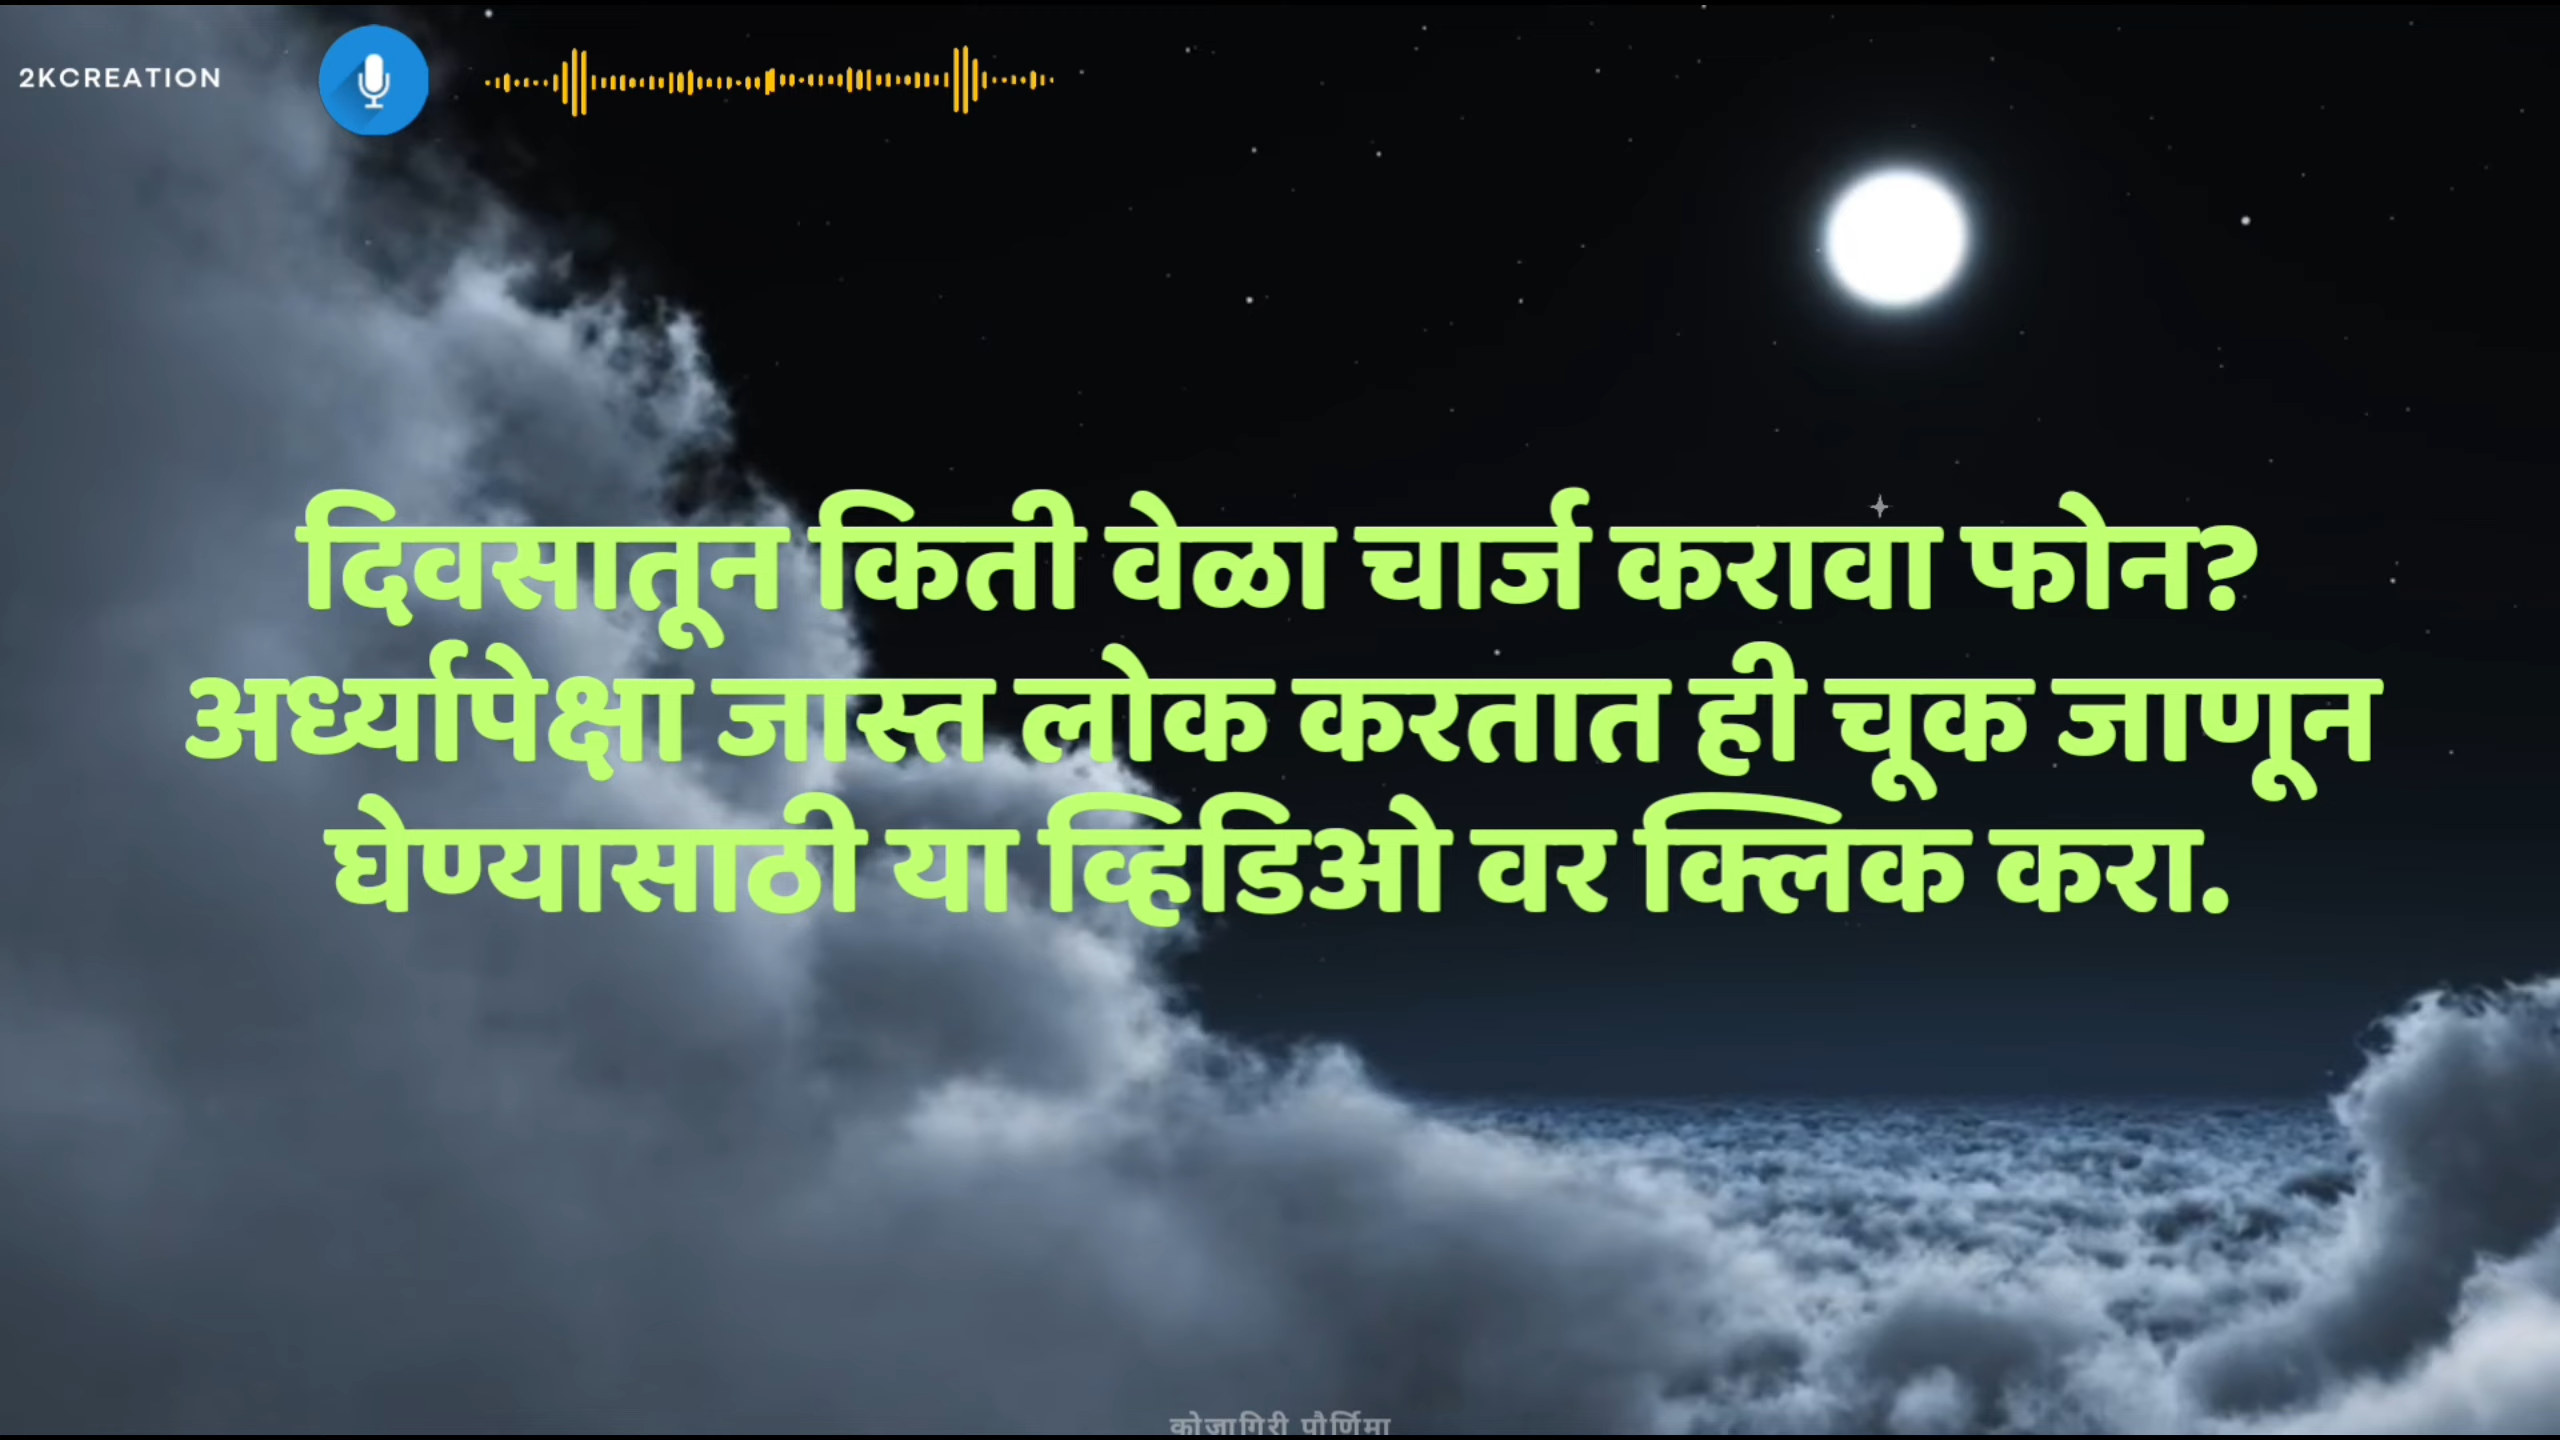 2KCREATION
दिवसातून किती वेळा चार्ज करावा फोन?
अर्ध्यापेक्षा जास्त लोक करतात ही चूक जाणून
घेण्यासाठी या व्हिडिओ वर क्लिक करा.
कोजागिरी पौर्णिमा